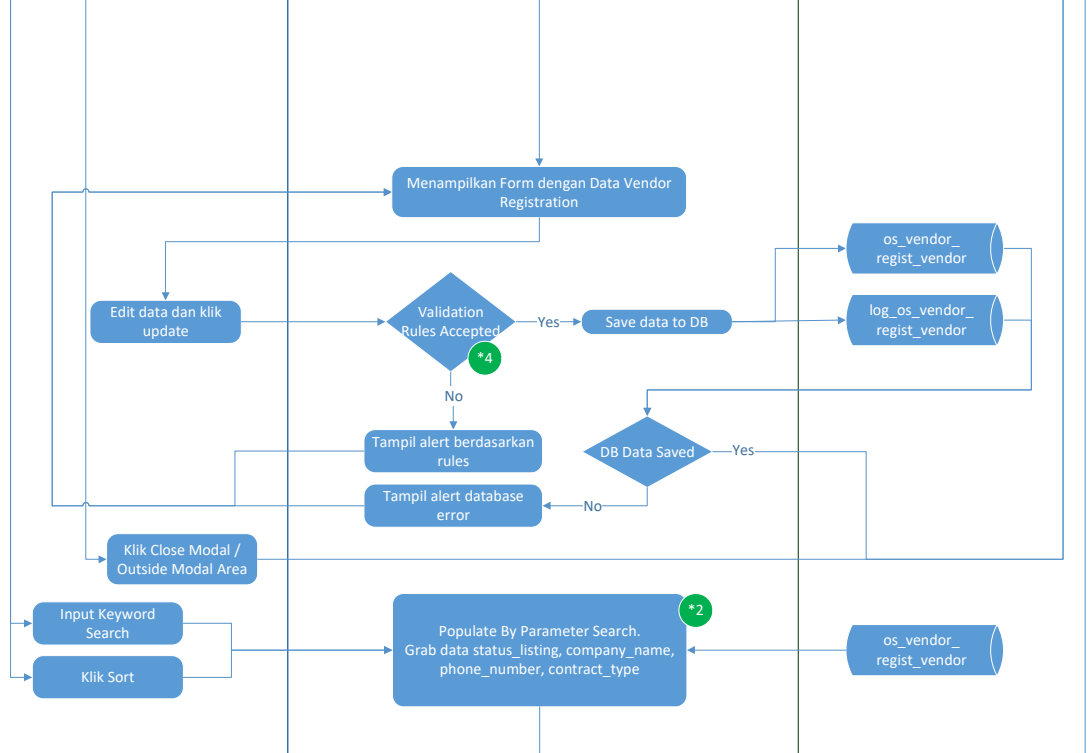 Menampilkan Form dengan Data Vendor
Registration
os_vendor_
regist_vendor
Edit data dan klik
update
Validation
Rules Accepted
*4
Yes
Save data to DB
log_os_vendor_
regist_vendor
No
Tampil alert berdasarkan
rules
DB Data Saved
Yes
Tampil alert database
error
No
Klik Close Modal /
Outside Modal Area
Input Keyword
Search
Klik Sort
*2
Populate By Parameter Search.
Grab data status_listing, company_name,
phone_number, contract_type
os_vendor_
regist_vendor